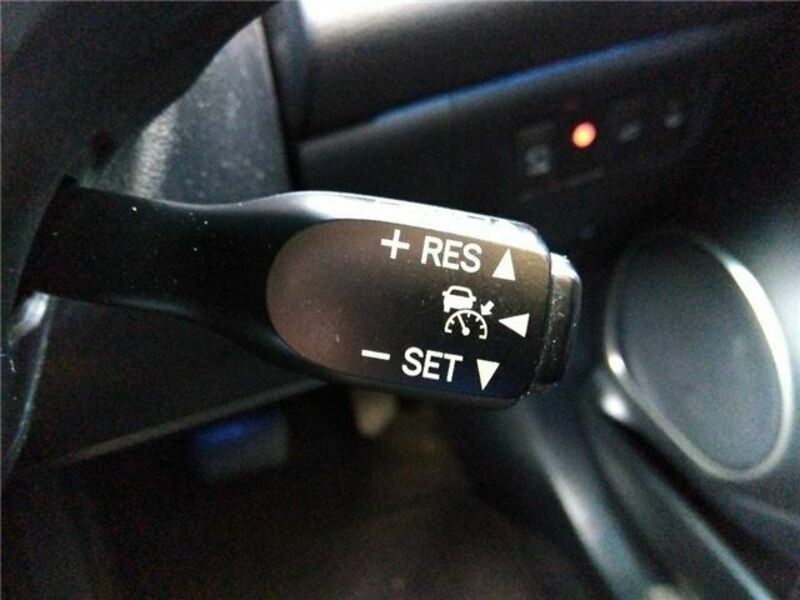 + RES ▲
◀
− SET ▼